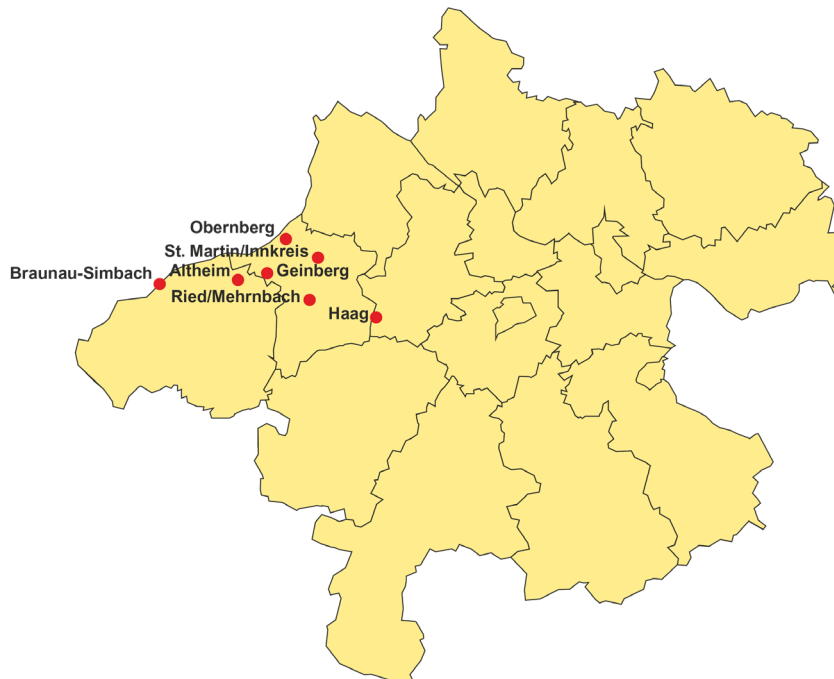 Obernberg
St. Martin/Innkreis
Braunau-Simbach
Altheim
Geinberg
Ried/Mehrnbach
Haag